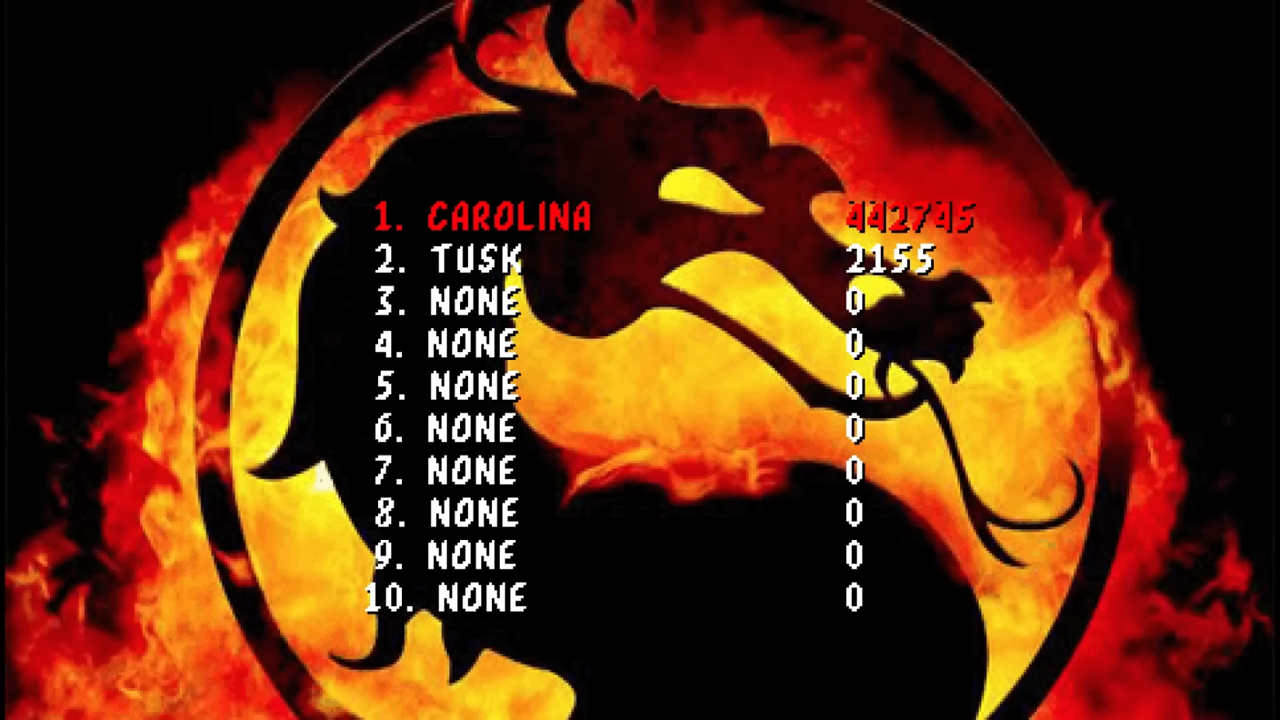 1. CAROLINA 442745
2. TUSK 2155
3. NONE 0
4. NONE 0
5. NONE 0
6. NONE 0
7. NONE 0
8. NONE 0
9. NONE 0
10. NONE 0